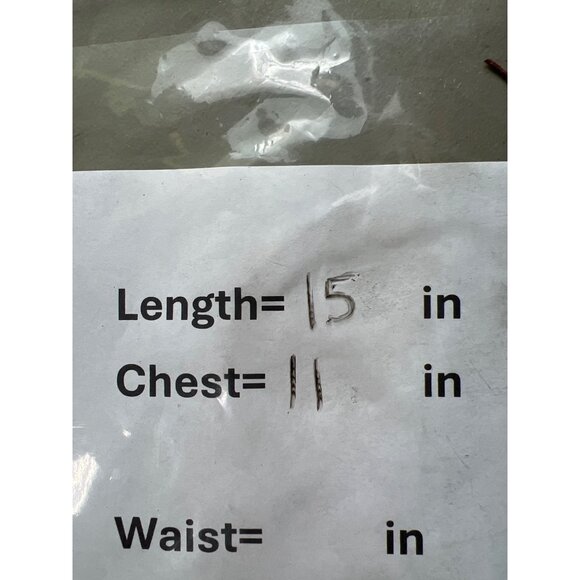 Length= 15 in
Chest= 11 in
Waist= in